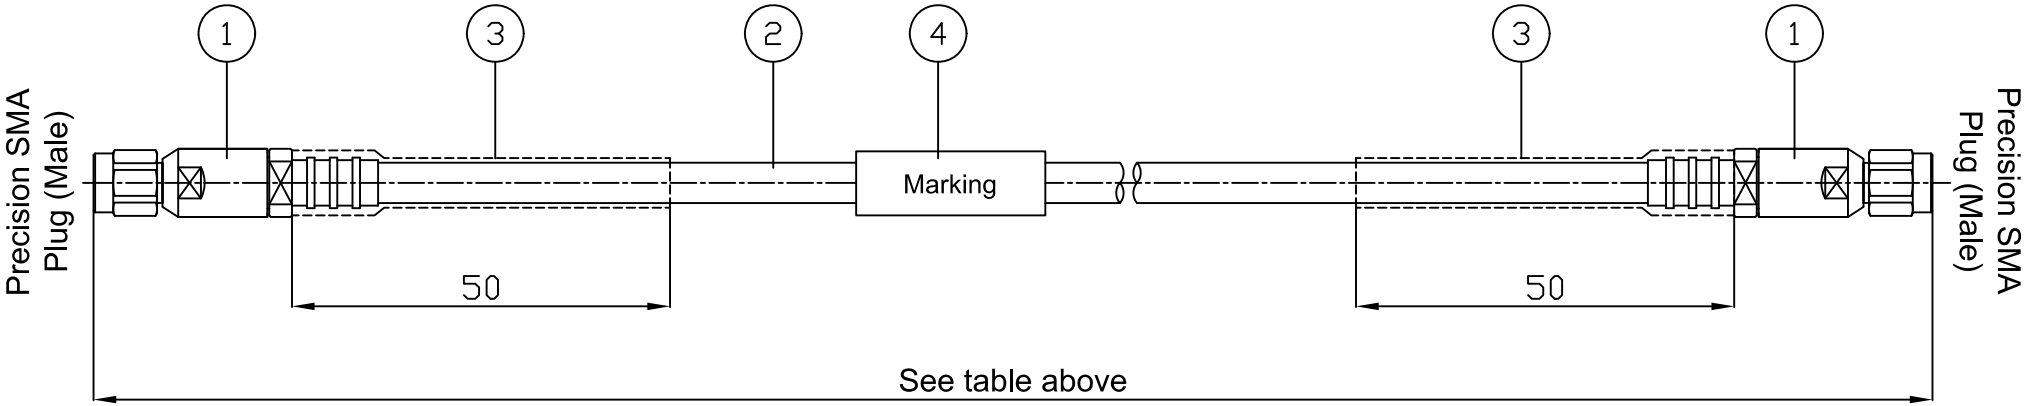 1
3
2
4
3
1
Precision SMA
Plug (Male)
Marking
Precision SMA
Plug (Male)
50
50
See table above